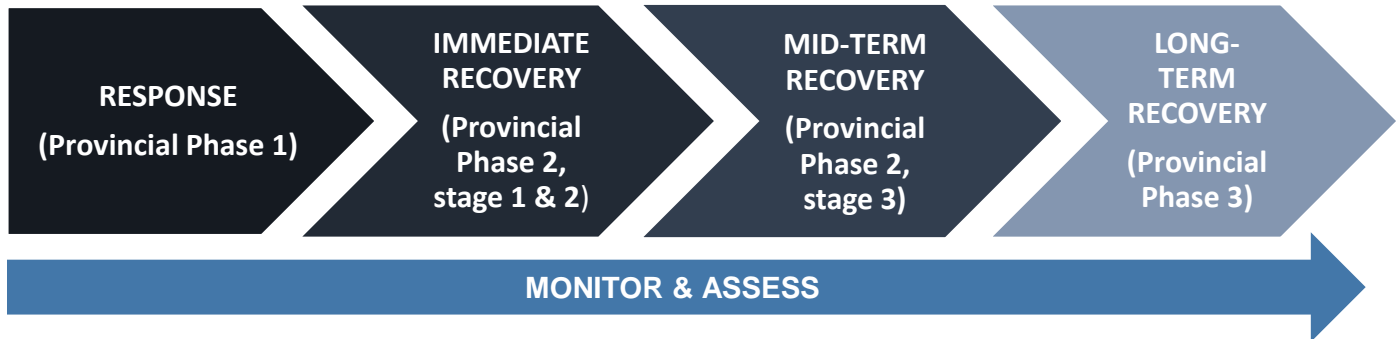 RESPONSE
(Provincial Phase 1)
IMMEDIATE
RECOVERY
(Provincial
Phase 2,
stage 1 & 2)
MID-TERM
RECOVERY
(Provincial
Phase 2,
stage 3)
LONG-
TERM
RECOVERY
(Provincial
Phase 3)
MONITOR & ASSESS